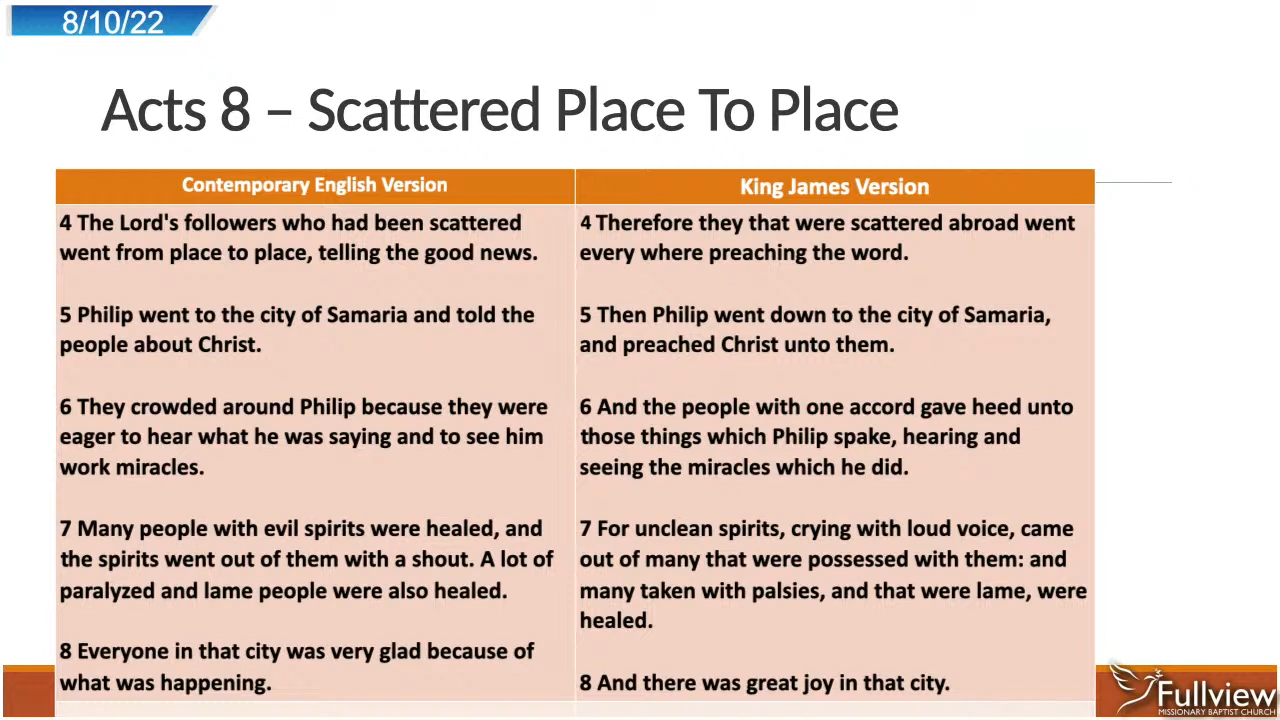 8/10/22
Acts 8 – Scattered Place To Place
Contemporary English Version
4 The Lord's followers who had been scattered
went from place to place, telling the good news.
5 Philip went to the city of Samaria and told the
people about Christ.
6 They crowded around Philip because they were
eager to hear what he was saying and to see him
work miracles.
7 Many people with evil spirits were healed, and
the spirits went out of them with a shout. A lot of
paralyzed and lame people were also healed.
8 Everyone in that city was very glad because of
what was happening.
King James Version
4 Therefore they that were scattered abroad went
every where preaching the word.
5 Then Philip went down to the city of Samaria,
and preached Christ unto them.
6 And the people with one accord gave heed unto
those things which Philip spake, hearing and
seeing the miracles which he did.
7 For unclean spirits, crying with loud voice, came
out of many that were possessed with them: and
many taken with palsies, and that were lame, were
healed.
8 And there was great joy in that city.
Fullview
MISSIONARY BAPTIST CHURCH